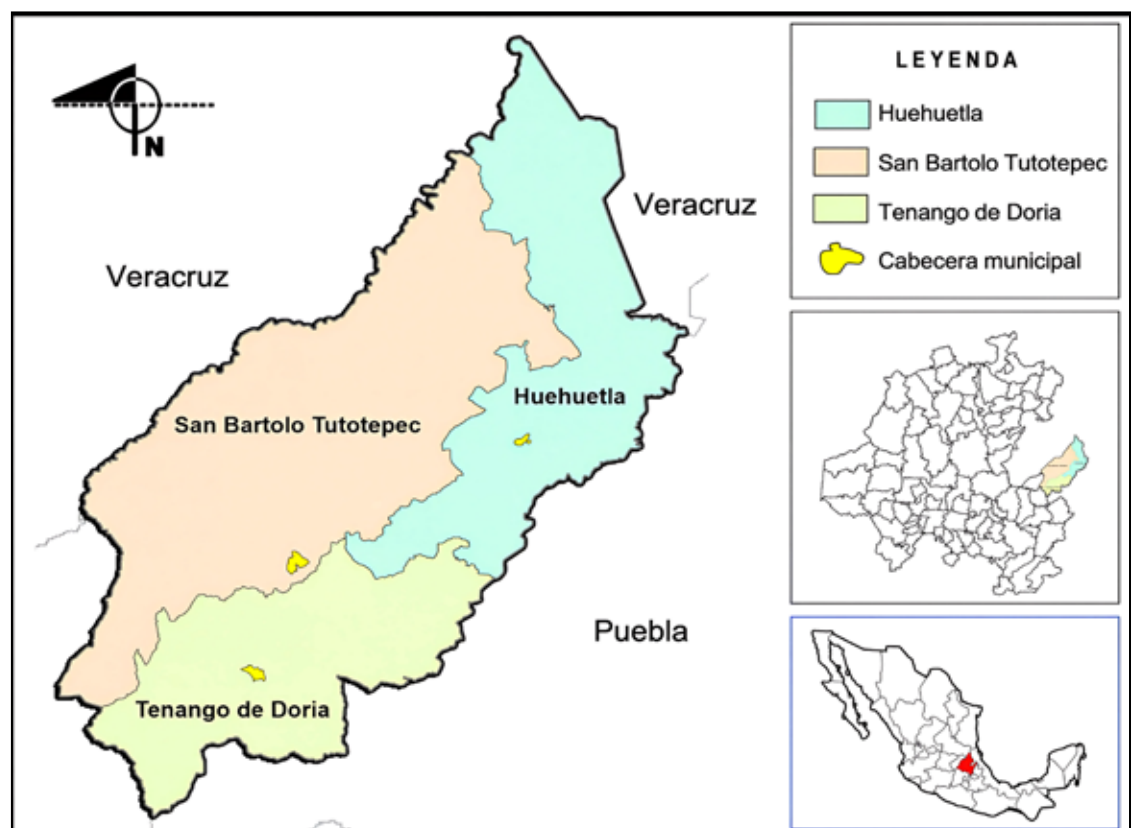 N
Veracruz
Veracruz
San Bartolo Tutotepec
Huehuetla
Puebla
Tenango de Doria
LEYENDA
Huehuetla
San Bartolo Tutotepec
Tenango de Doria
Cabecera municipal